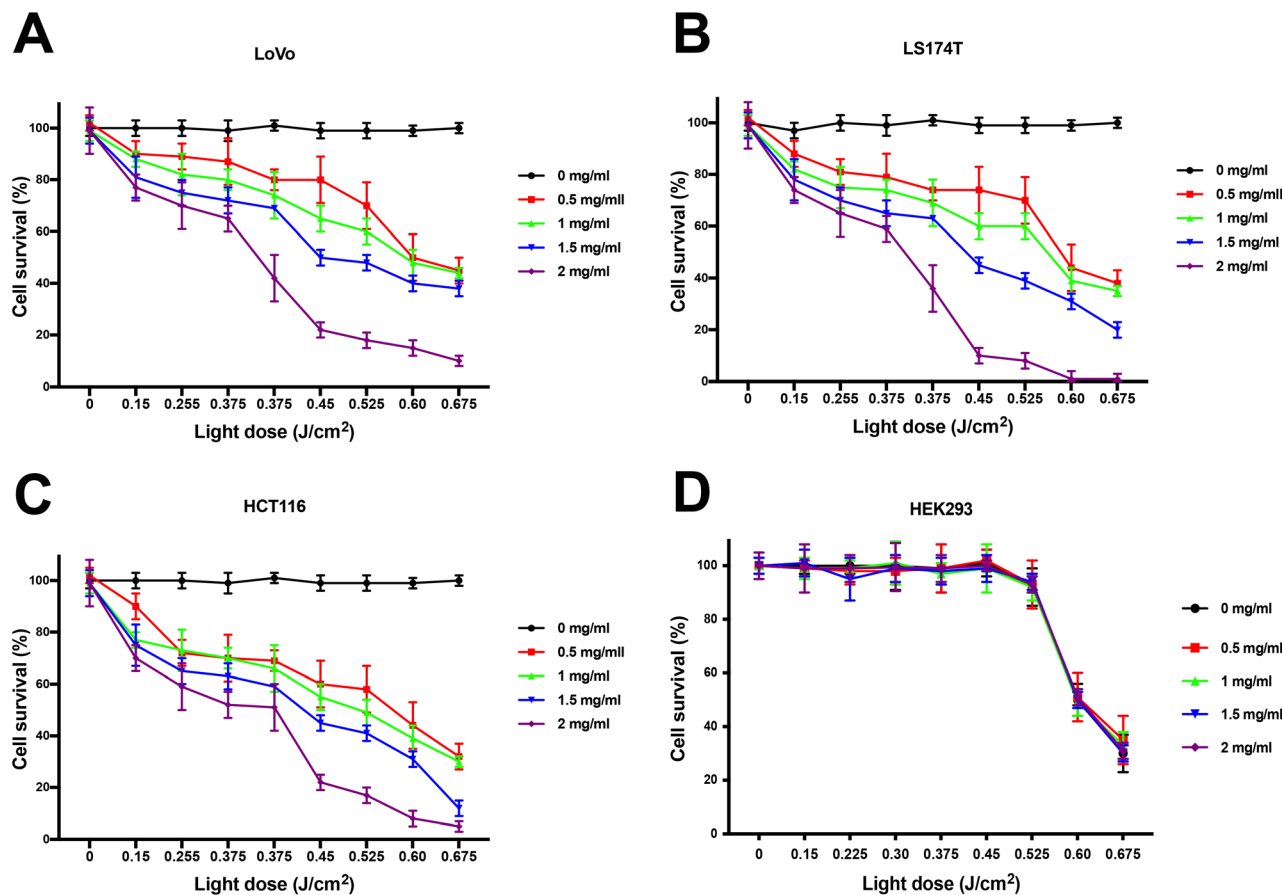 A
LoVo
Cell survival (%)
100
80
60
40
20
0
0 0.15 0.255 0.375 0.375 0.45 0.525 0.60 0.675
Light dose (J/cm²)
0 mg/ml
0.5 mg/mll
1 mg/ml
1.5 mg/ml
2 mg/ml
B
LS174T
Cell survival (%)
100
80
60
40
20
0
0 0.15 0.255 0.375 0.375 0.45 0.525 0.60 0.675
Light dose (J/cm²)
0 mg/ml
0.5 mg/mll
1 mg/ml
1.5 mg/ml
2 mg/ml
C
HCT116
Cell survival (%)
100
80
60
40
20
0
0 0.15 0.255 0.375 0.375 0.45 0.525 0.60 0.675
Light dose (J/cm²)
0 mg/ml
0.5 mg/mll
1 mg/ml
1.5 mg/ml
2 mg/ml
D
HEK293
Cell survival (%)
100
80
60
40
20
0
0 0.15 0.225 0.30 0.375 0.45 0.525 0.60 0.675
Light dose (J/cm²)
0 mg/ml
0.5 mg/mll
1 mg/ml
1.5 mg/ml
2 mg/ml